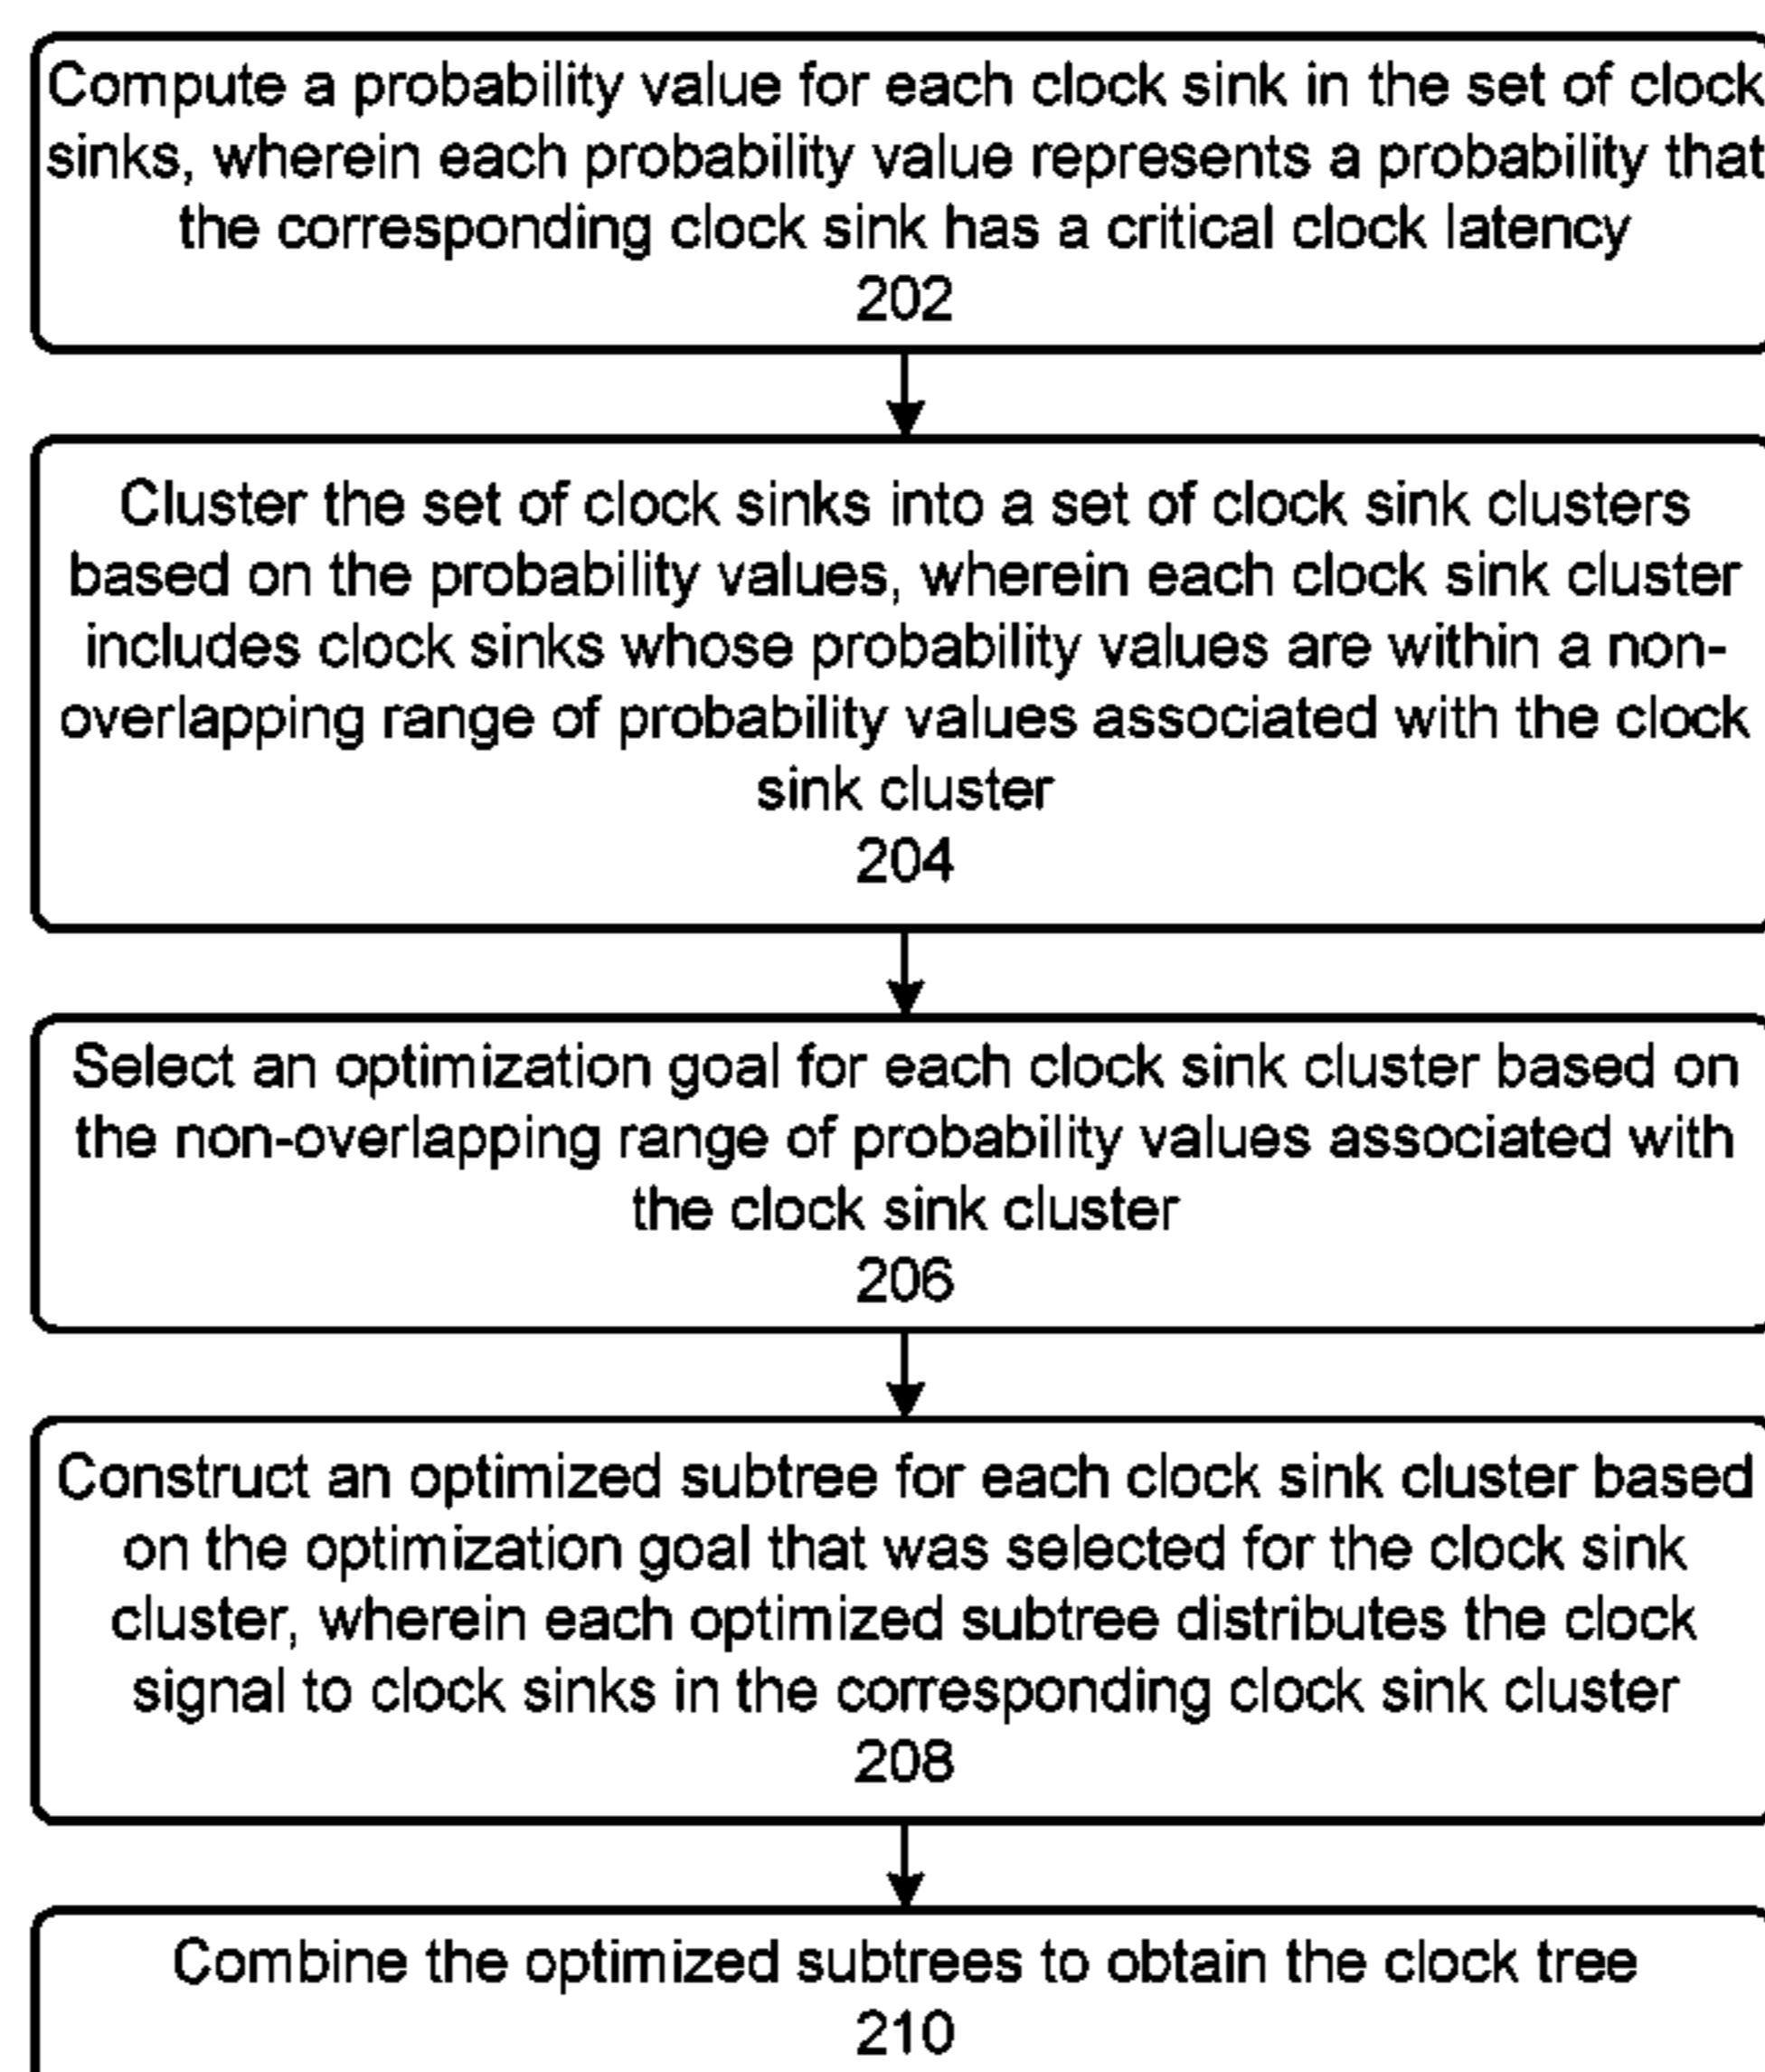 Compute a probability value for each clock sink in the set of clock
sinks, wherein each probability value represents a probability that
the corresponding clock sink has a critical clock latency
202
Cluster the set of clock sinks into a set of clock sink clusters
based on the probability values, wherein each clock sink cluster
includes clock sinks whose probability values are within a non-
overlapping range of probability values associated with the clock
sink cluster
204
Select an optimization goal for each clock sink cluster based on
the non-overlapping range of probability values associated with
the clock sink cluster
206
Construct an optimized subtree for each clock sink cluster based
on the optimization goal that was selected for the clock sink
cluster, wherein each optimized subtree distributes the clock
signal to clock sinks in the corresponding clock sink cluster
208
Combine the optimized subtrees to obtain the clock tree
210